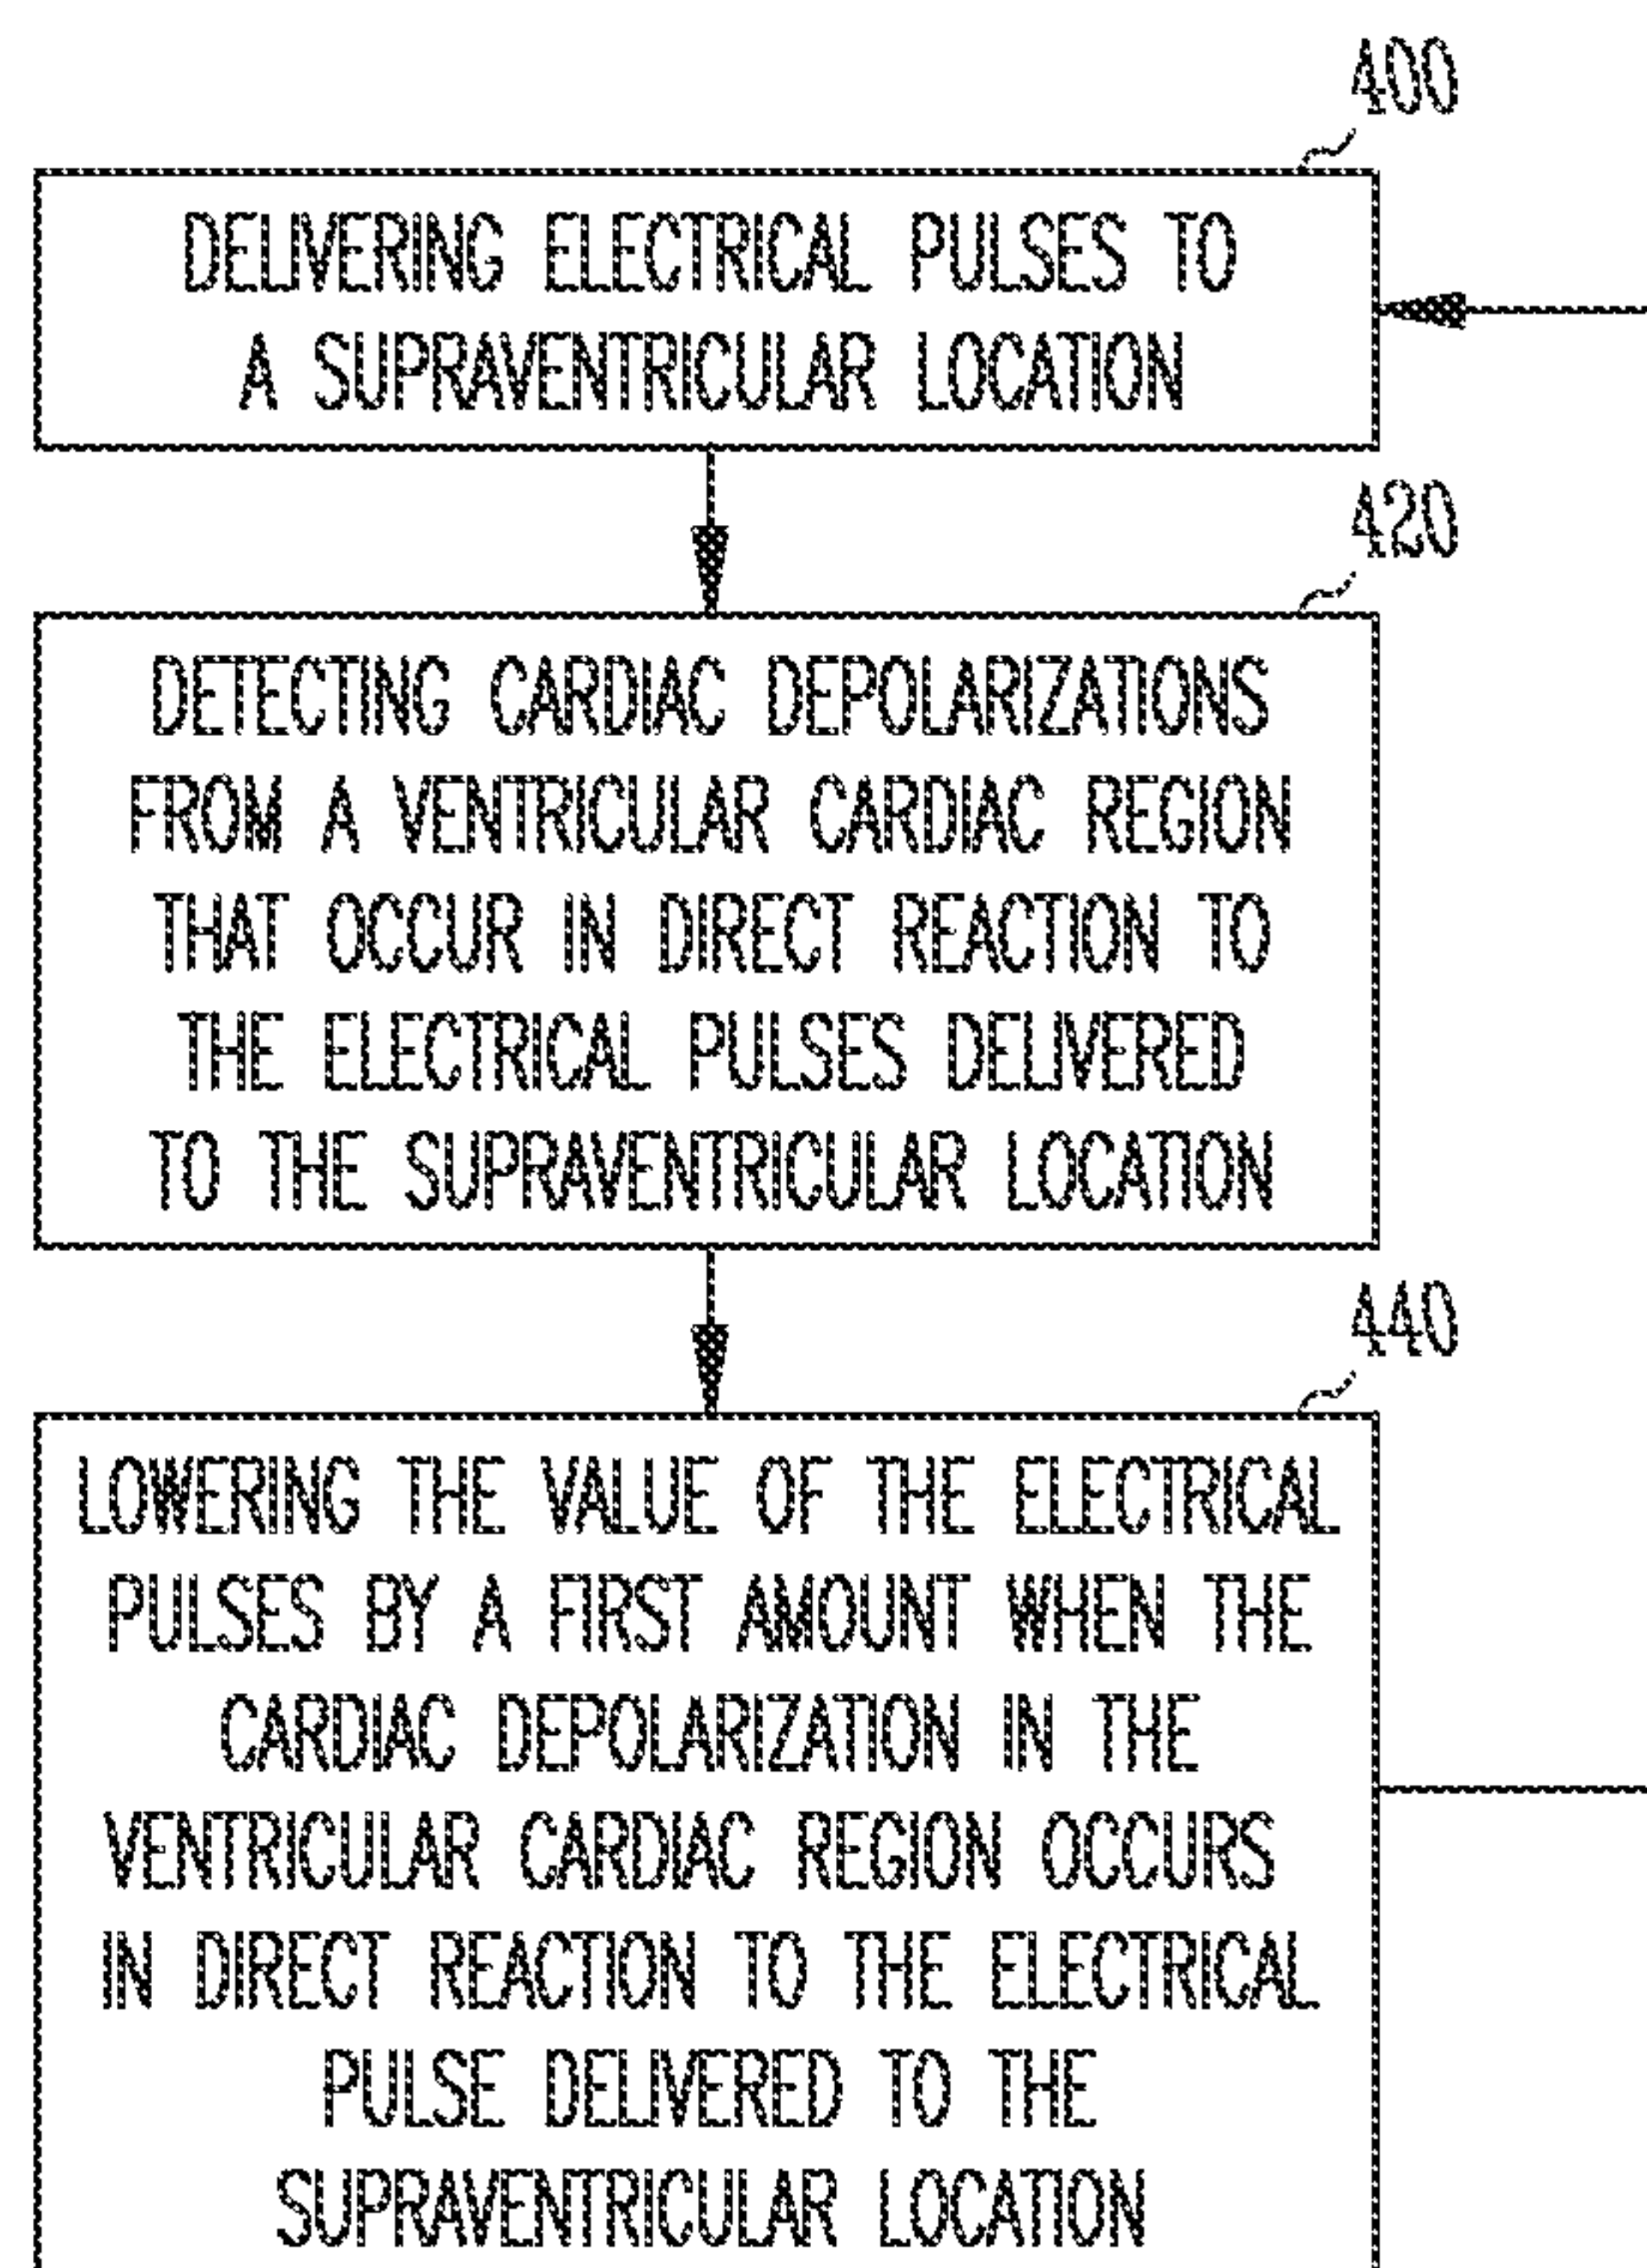 400
DELIVERING ELECTRICAL PULSES TO
A SUPRAVENTRICULAR LOCATION
420
DETECTING CARDIAC DEPOLARIZATIONS
FROM A VENTRICULAR CARDIAC REGION
THAT OCCUR IN DIRECT REACTION TO
THE ELECTRICAL PULSES DELIVERED
TO THE SUPRAVENTRICULAR LOCATION
440
LOWERING THE VALUE OF THE ELECTRICAL
PULSES BY A FIRST AMOUNT WHEN THE
CARDIAC DEPOLARIZATION IN THE
VENTRICULAR CARDIAC REGION OCCURS
IN DIRECT REACTION TO THE ELECTRICAL
PULSE DELIVERED TO THE
SUPRAVENTRICULAR LOCATION